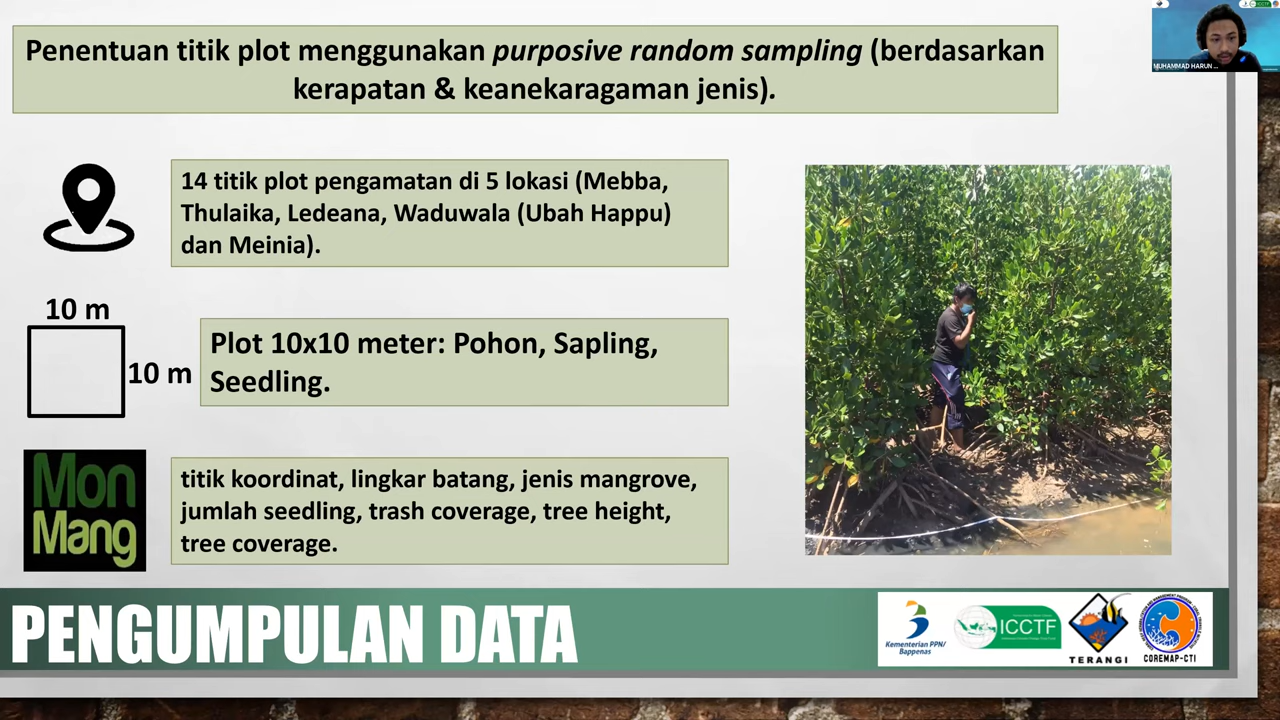 Penentuan titik plot menggunakan purposive random sampling (berdasarkan
kerapatan & keanekaragaman jenis).
MUHAMMAD HARUN ...
14 titik plot pengamatan di 5 lokasi (Mebba,
Thulaika, Ledeana, Waduwala (Ubah Happu)
dan Meinia).
10 m
10 m
Plot 10x10 meter: Pohon, Sapling,
Seedling.
Mon
Mang
titik koordinat, lingkar batang, jenis mangrove,
jumlah seedling, trash coverage, tree height,
tree coverage.
PENGUMPULAN DATA
Kementerian PPN/
Bappenas
ICCTF
TERANGI
COREMAP-CTI